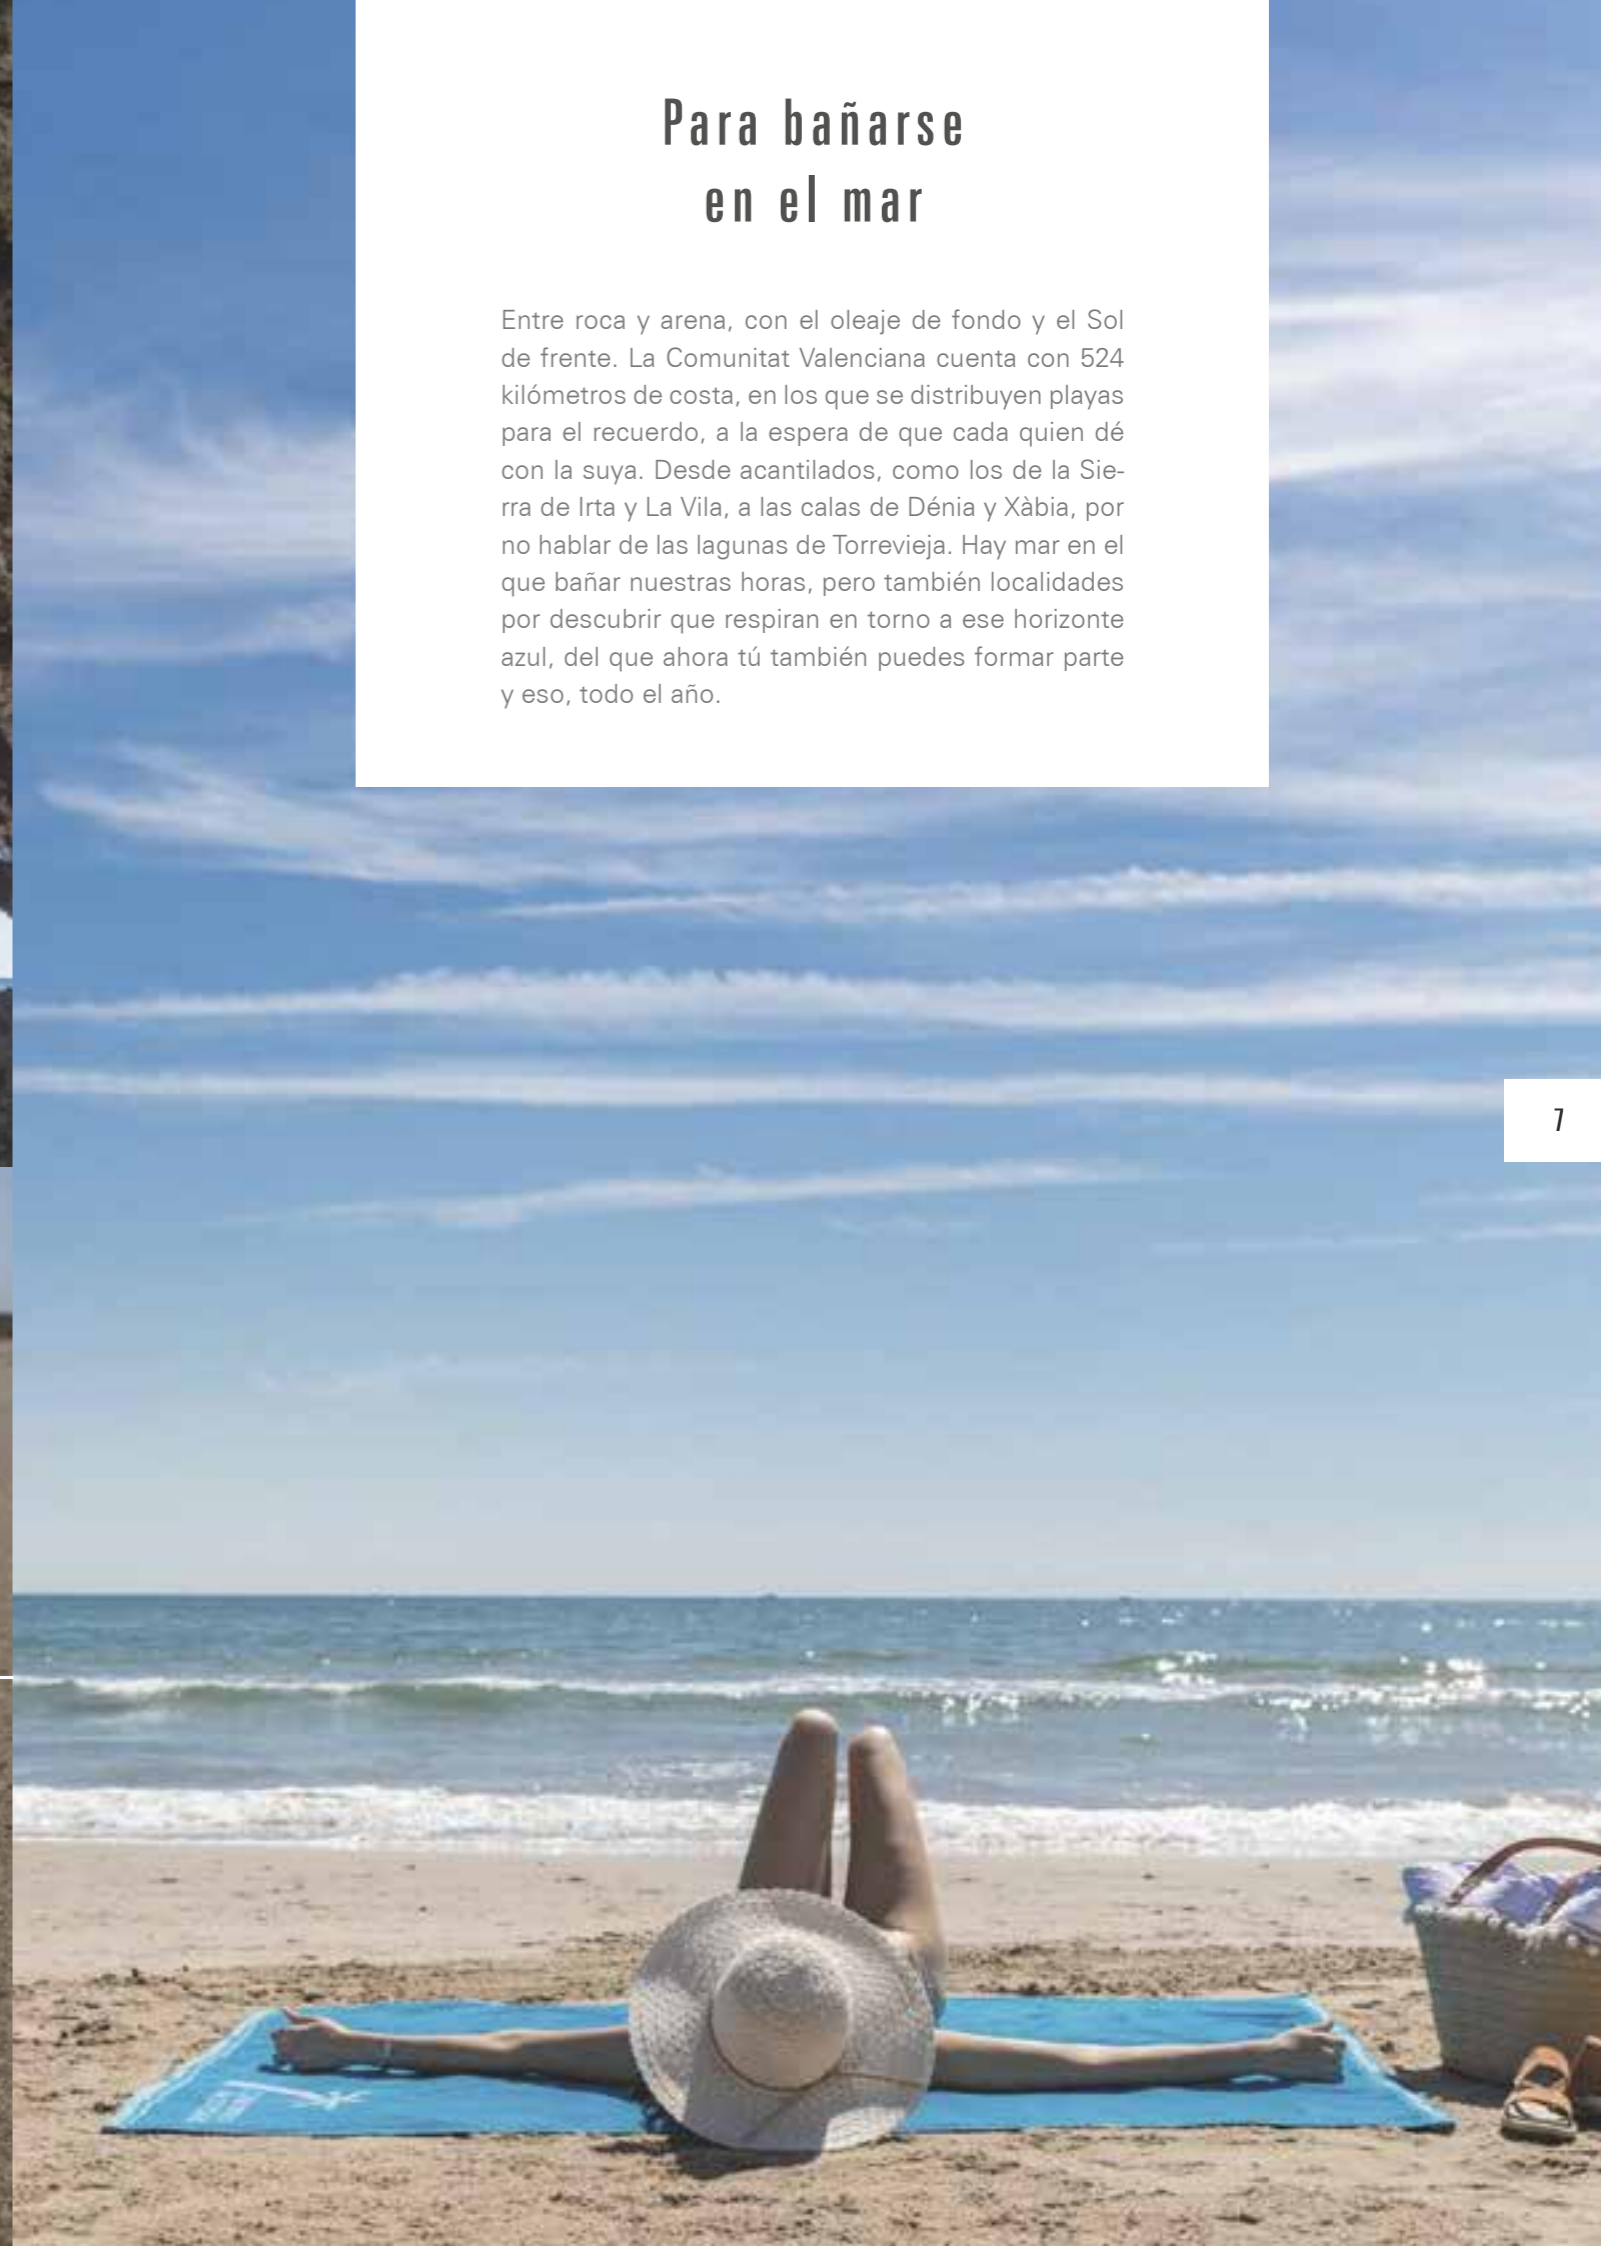 Para bañarse
en el mar
Entre roca y arena, con el oleaje de fondo y el Sol
de frente. La Comunitat Valenciana cuenta con 524
kilómetros de costa, en los que se distribuyen playas
para el recuerdo, a la espera de que cada quien dé
con la suya. Desde acantilados, como los de la Sie-
rra de Irta y La Vila, a las calas de Dénia y Xàbia, por
no hablar de las lagunas de Torrevieja. Hay mar en el
que bañar nuestras horas, pero también localidades
por descubrir que respiran en torno a ese horizonte
azul, del que ahora tú también puedes formar parte
y eso, todo el año.
7